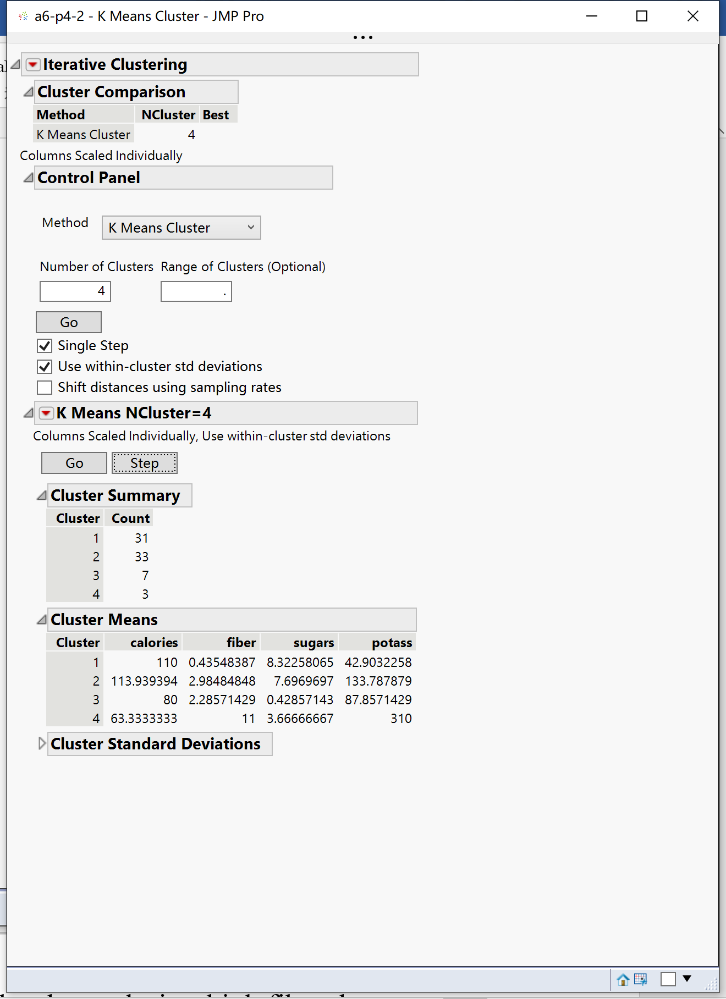 a6-p4-2 - K Means Cluster - JMP Pro
Iterative Clustering
Cluster Comparison
Method NCluster Best
K Means Cluster 4
Columns Scaled Individually
Control Panel
Method K Means Cluster
Number of Clusters Range of Clusters (Optional)
4 .
Go
Single Step
Use within-cluster std deviations
Shift distances using sampling rates
K Means NCluster=4
Columns Scaled Individually, Use within-cluster std deviations
Go Step
Cluster Summary
Cluster Count
1 31
2 33
3 7
4 3
Cluster Means
Cluster calories fiber sugars potass
1 110 0.43548387 8.32258065 42.9032258
2 113.939394 2.98484848 7.6969697 133.787879
3 80 2.28571429 0.42857143 87.8571429
4 63.3333333 11 3.66666667 310
Cluster Standard Deviations